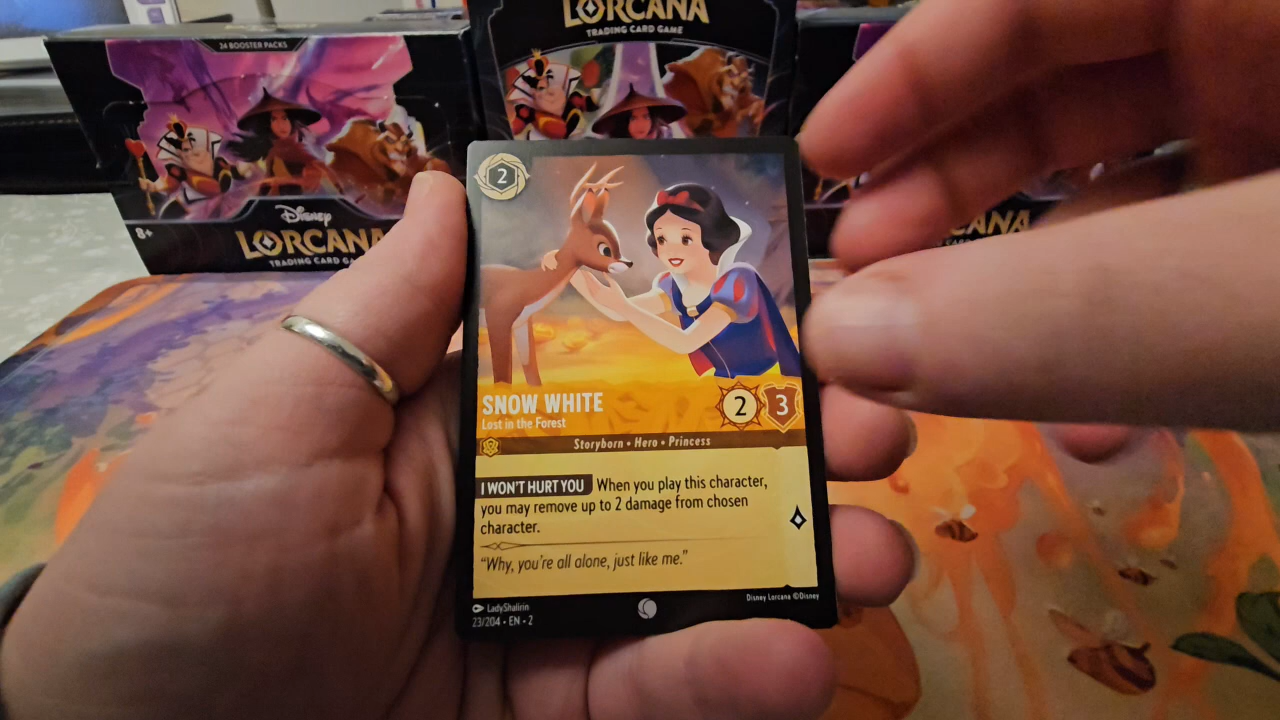 LORCANA
TRADING CARD GAME
24 BOOSTER PACKS
Disney
LORCANA
TRADING CARD GAM
8+
RCANA
2
SNOW WHITE
Lost in the Forest
2
3
Storyborn • Hero • Princess
I WON'T HURT YOU When you play this character,
you may remove up to 2 damage from chosen
character.
"Why, you're all alone, just like me."
LadyShalirin
Disney Lorcana ©Disney
23/204 • EN • 2